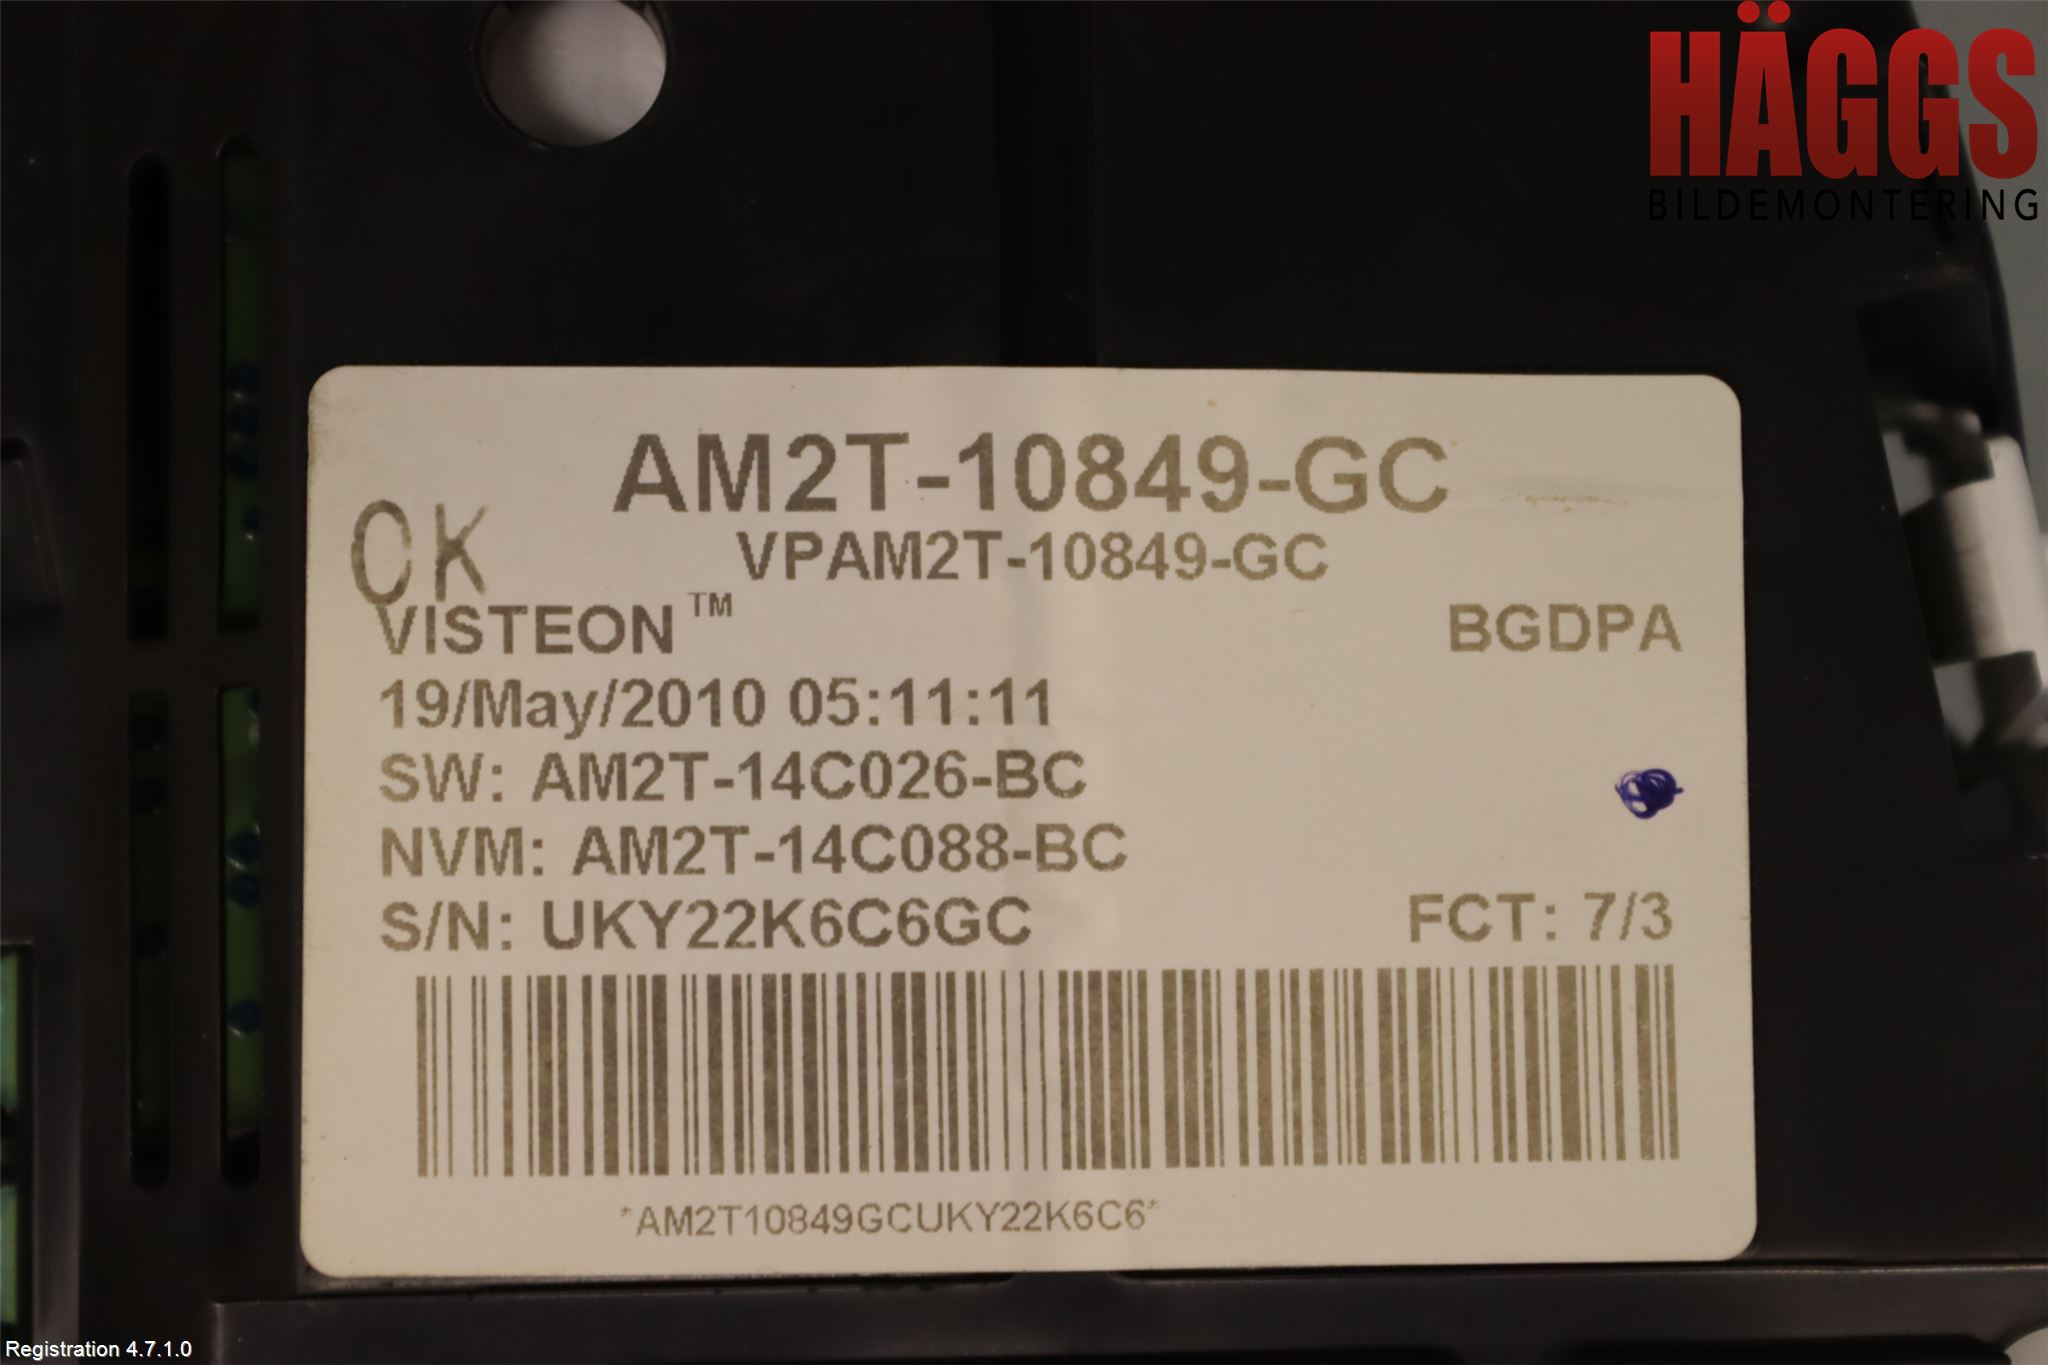 HÄGGS
BILDEMONTERING
AM2T-10849-GC
OK
VPAM2T-10849-GC
VISTEON™
BGDPA
19/May/2010 05:11:11
SW: AM2T-14C026-BC
NVM: AM2T-14C088-BC
S/N: UKY22K6C6GC
FCT: 7/3
*AM2T10849GCUKY22K6C6*
Registration 4.7.1.0